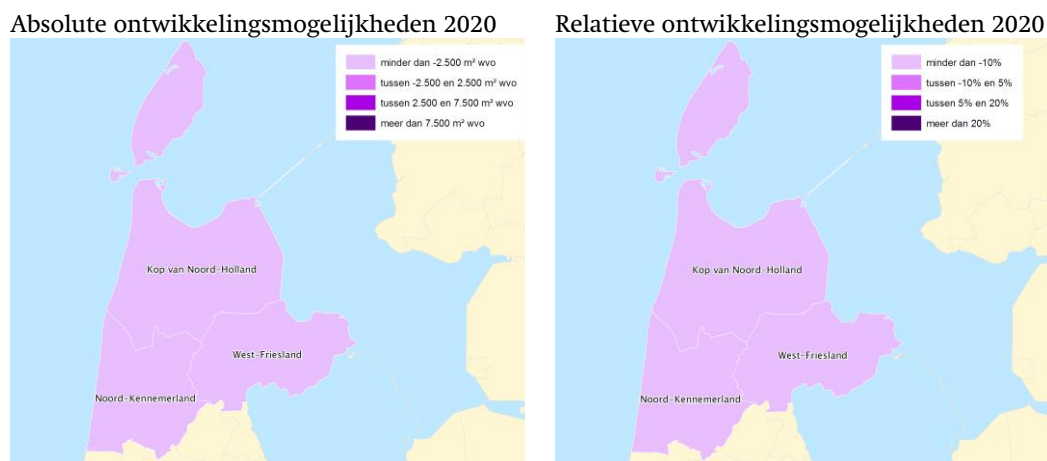 Absolute ontwikkelingsmogelijkheden 2020
minder dan -2.500 m² wvo
tussen -2.500 en 2.500 m² wvo
tussen 2.500 en 7.500 m² wvo
meer dan 7.500 m² wvo
Kop van Noord-Holland
West-Friesland
Noord-Kennemerland
Relatieve ontwikkelingsmogelijkheden 2020
minder dan -10%
tussen -10% en 5%
tussen 5% en 20%
meer dan 20%
Kop van Noord-Holland
West-Friesland
Noord-Kennemerland